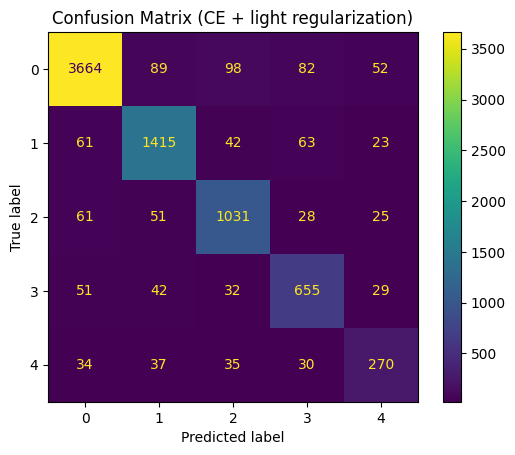 Confusion Matrix (CE + light regularization)
0 3664 89 98 82 52
1 61 1415 42 63 23
2 61 51 1031 28 25
3 51 42 32 655 29
4 34 37 35 30 270
0 1 2 3 4
Predicted label
True label
3500
3000
2500
2000
1500
1000
500